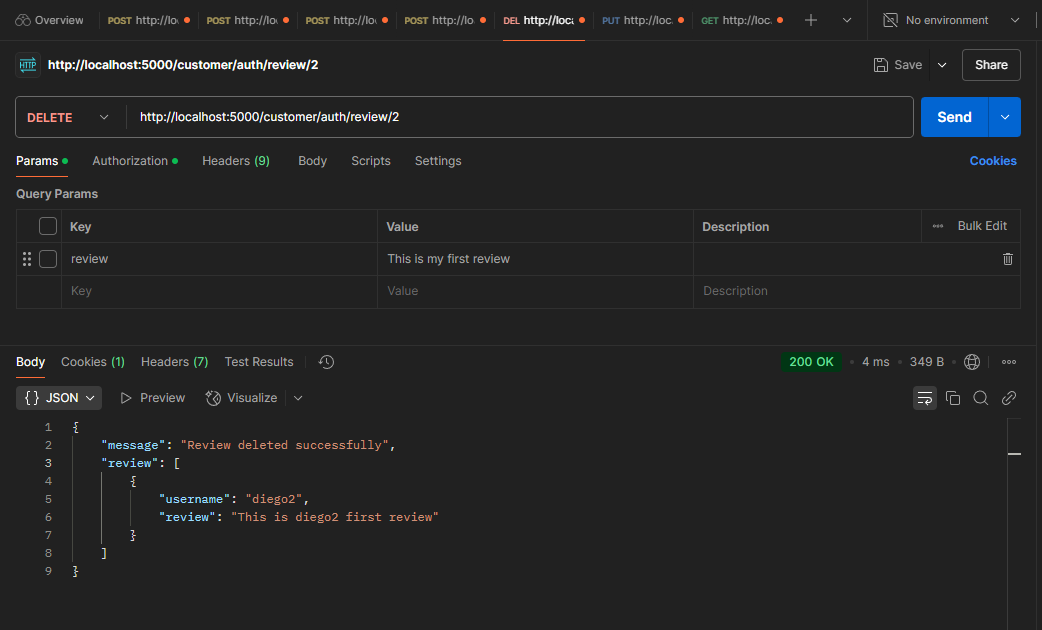 Overview POST http://lo POST http://lo POST http://lo POST http://lo DEL http://loca PUT http://loc. GET http://loc. No environment
HTTP http://localhost:5000/customer/auth/review/2 Save Share
DELETE http://localhost:5000/customer/auth/review/2 Send
Params Authorization Headers (9) Body Scripts Settings Cookies
Query Params
Key Value Description Bulk Edit
review This is my first review
Key Value Description
Body Cookies (1) Headers (7) Test Results 200 OK 4 ms 349 B
{} JSON Preview Visualize
1 {
2 "message": "Review deleted successfully",
3 "review": [
4 {
5 "username": "diego2",
6 "review": "This is diego2 first review"
7 }
8 ]
9 }